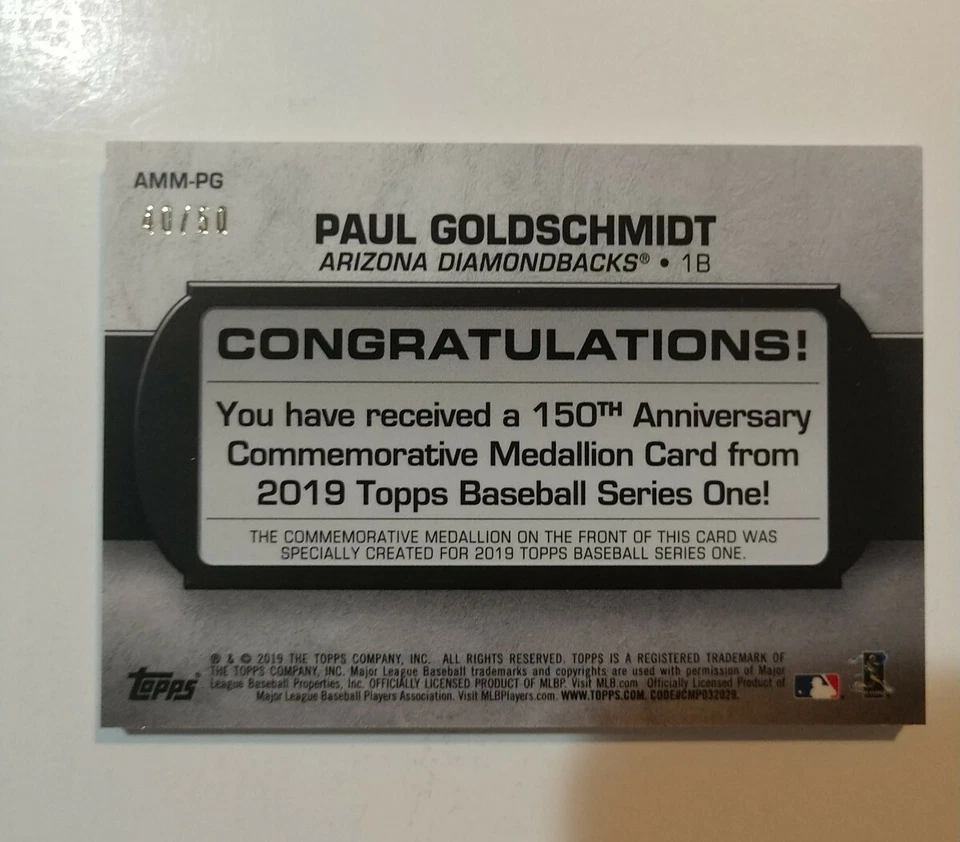 AMM-PG
40/50
PAUL GOLDSCHMIDT
ARIZONA DIAMONDBACKS® • 1B
CONGRATULATIONS!
You have received a 150TH Anniversary
Commemorative Medallion Card from
2019 Topps Baseball Series One!
THE COMMEMORATIVE MEDALLION ON THE FRONT OF THIS CARD WAS
SPECIALLY CREATED FOR 2019 TOPPS BASEBALL SERIES ONE.
® & © 2019 THE TOPPS COMPANY, INC. ALL RIGHTS RESERVED. TOPPS IS A REGISTERED TRADEMARK OF
THE TOPPS COMPANY, INC. Major League Baseball trademarks and copyrights are used with permission of Major
League Baseball Properties, Inc. OFFICIALLY LICENSED PRODUCT OF MLBP. Visit MLB.com Officially Licensed Product of
Major League Baseball Players Association. Visit MLBPlayers.com. WWW.TOPPS.COM. CODE#CMP032029.
Topps